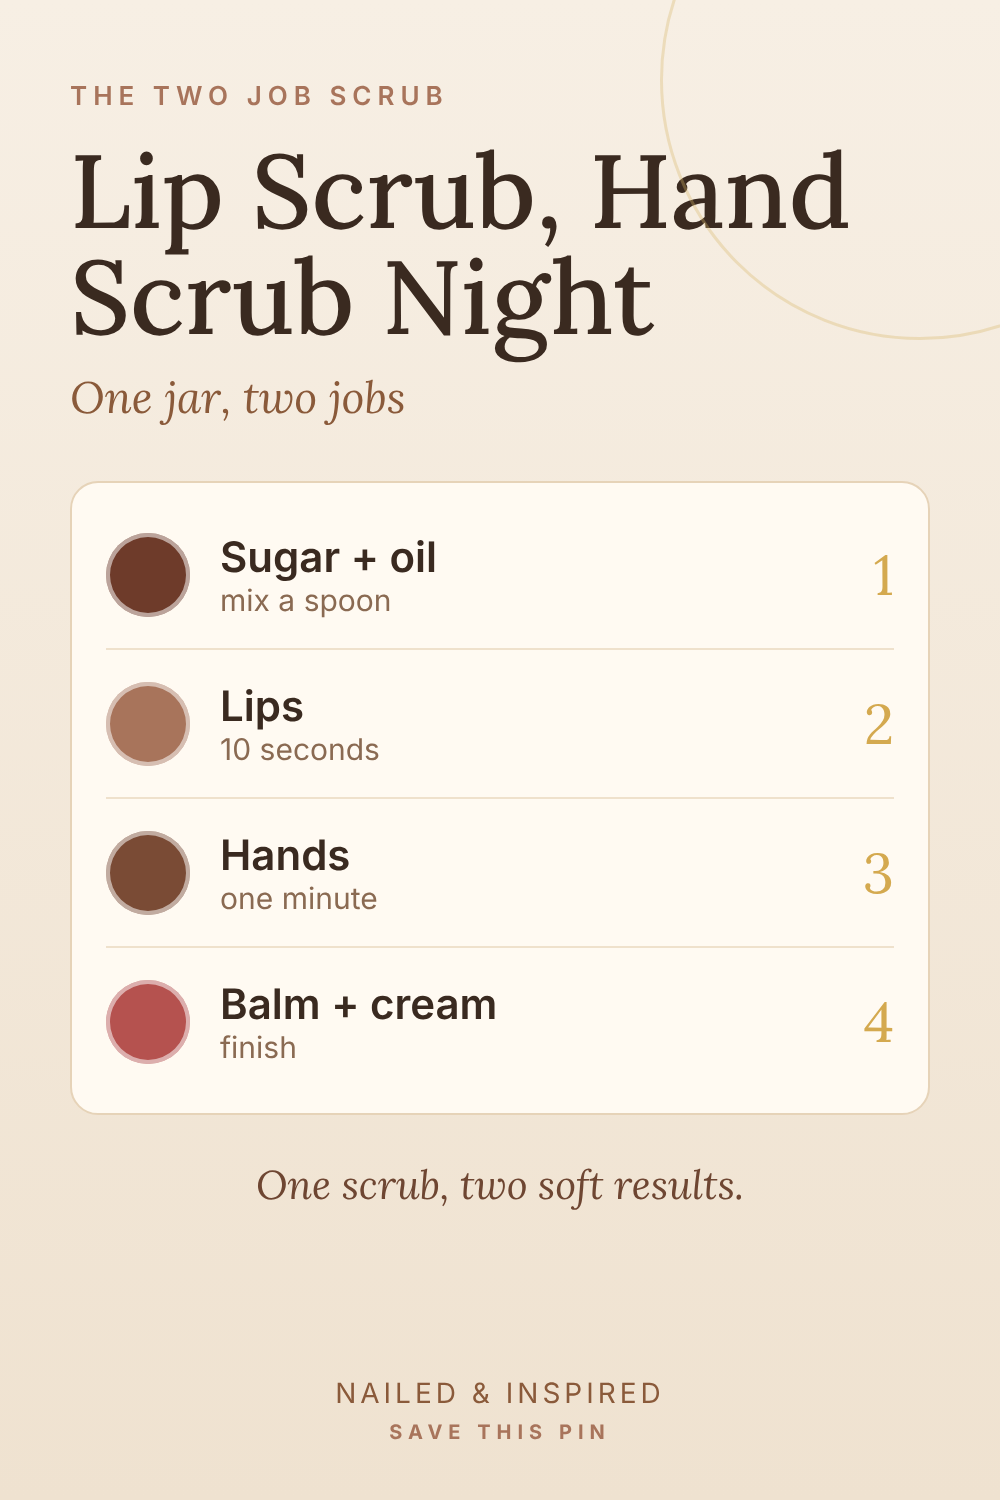 THE TWO JOB SCRUB
Lip Scrub, Hand
Scrub Night
One jar, two jobs
Sugar + oil
mix a spoon
1
Lips
10 seconds
2
Hands
one minute
3
Balm + cream
finish
4
One scrub, two soft results.
NAILED & INSPIRED
SAVE THIS PIN